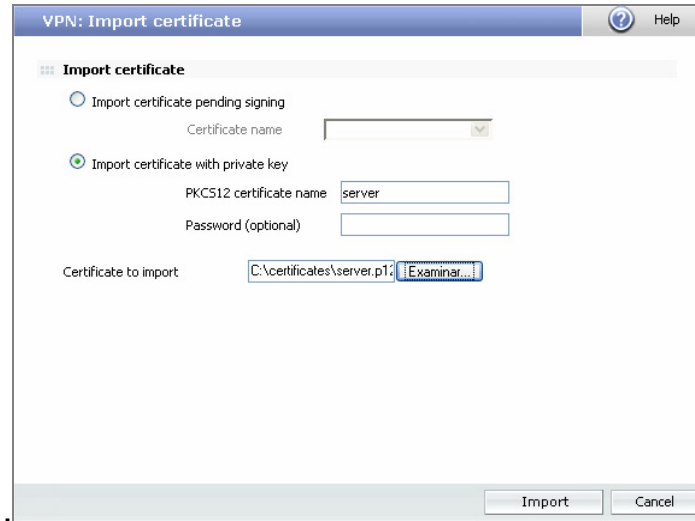 VPN: Import certificate
Help
Import certificate
Import certificate pending signing
Certificate name
Import certificate with private key
PKCS12 certificate name server
Password (optional)
Certificate to import C:\certificates\server.p12 Examinar...
Import Cancel